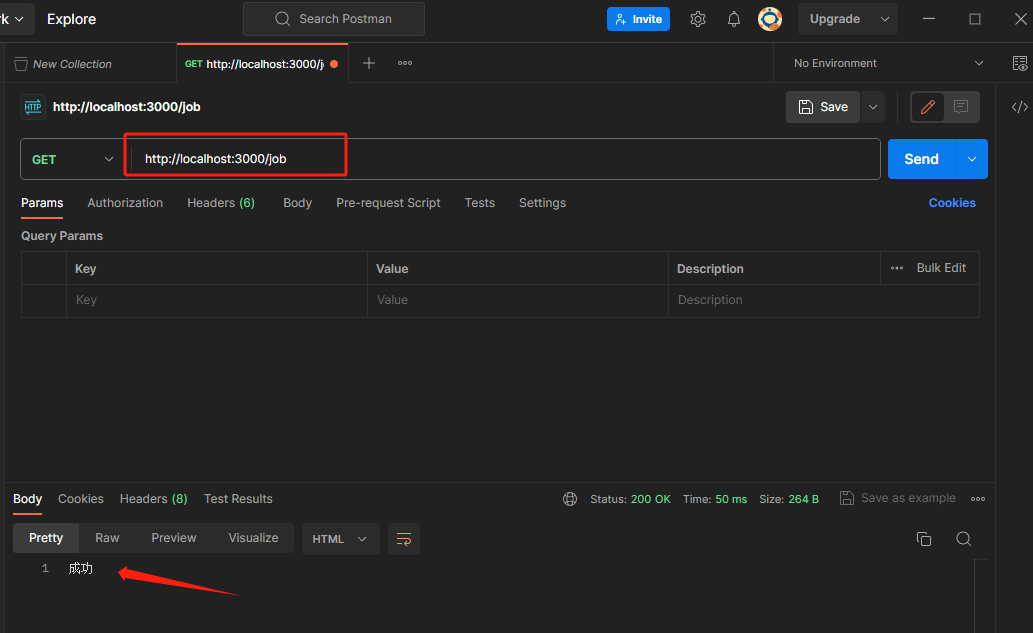 rk Explore Search Postman Invite Upgrade
New Collection GET http://localhost:3000/j No Environment
HTTP http://localhost:3000/job Save
GET http://localhost:3000/job Send
Params Authorization Headers (6) Body Pre-request Script Tests Settings Cookies
Query Params
Key Value Description Bulk Edit
Key Value Description
Body Cookies Headers (8) Test Results Status: 200 OK Time: 50 ms Size: 264 B Save as example
Pretty Raw Preview Visualize HTML
1 成功